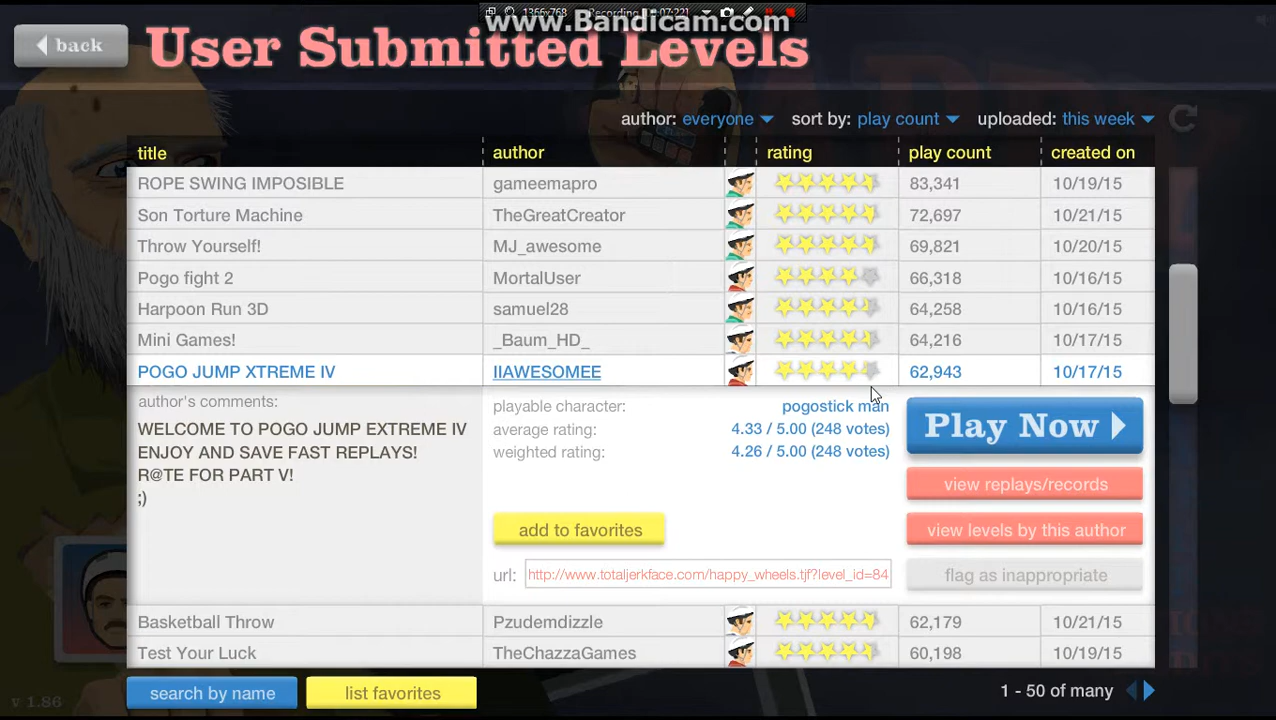 1366x768 Recording
www.Bandicam.com
back
User Submitted Levels
author: everyone sort by: play count uploaded: this week
title author rating play count created on
ROPE SWING IMPOSIBLE gameemapro 83,341 10/19/15
Son Torture Machine TheGreatCreator 72,697 10/21/15
Throw Yourself! MJ_awesome 69,821 10/20/15
Pogo fight 2 MortalUser 66,318 10/16/15
Harpoon Run 3D samuel28 64,258 10/16/15
Mini Games! _Baum_HD_ 64,216 10/17/15
POGO JUMP XTREME IV IIAWESOMEE 62,943 10/17/15
author's comments:
WELCOME TO POGO JUMP EXTREME IV
ENJOY AND SAVE FAST REPLAYS!
R@TE FOR PART V!
;)
playable character: pogostick man
average rating: 4.33 / 5.00 (248 votes)
weighted rating: 4.26 / 5.00 (248 votes)
add to favorites
url: http://www.totaljerkface.com/happy_wheels.tjf?level_id=84
Play Now
view replays/records
view levels by this author
flag as inappropriate
Basketball Throw Pzudemdizzle 62,179 10/21/15
Test Your Luck TheChazzaGames 60,198 10/19/15
search by name
list favorites
1 - 50 of many
v 1.86